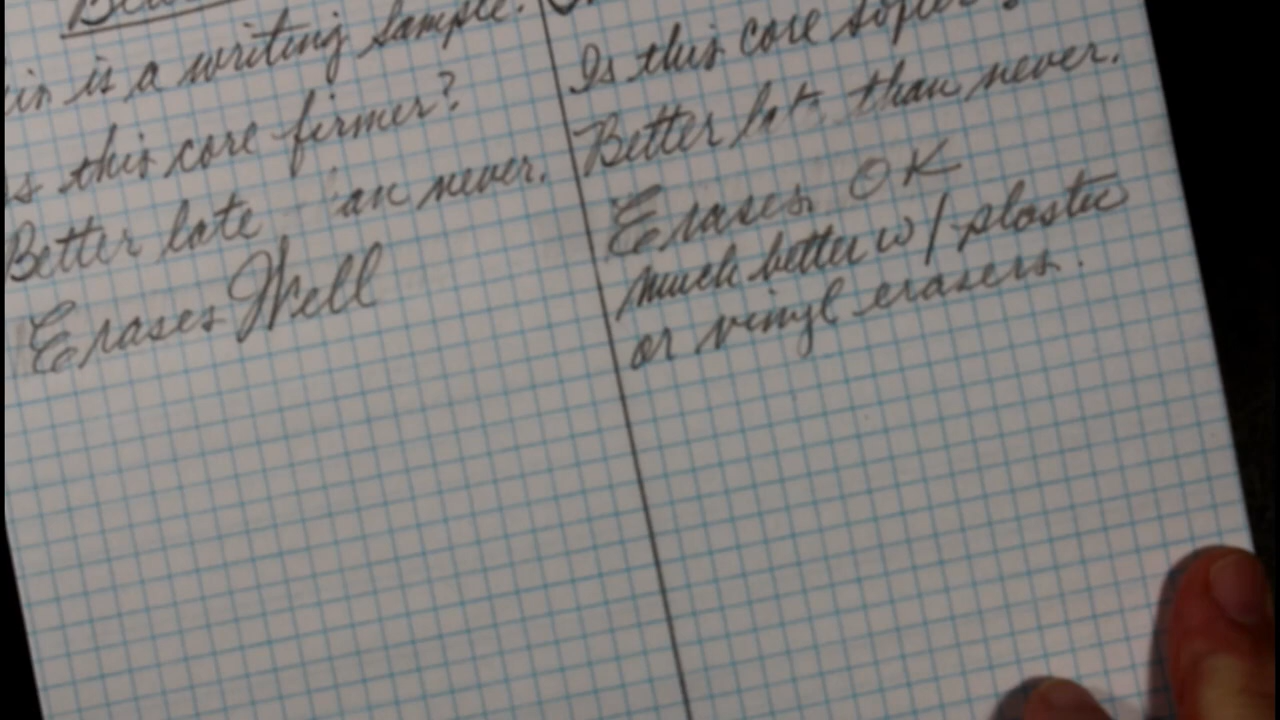 is a writing sample.
this core firmer?
Better late an never.
Erases Well
Is this core softer?
Better late than never.
Erases OK
much better w/ plastic
or vinyl erasers.